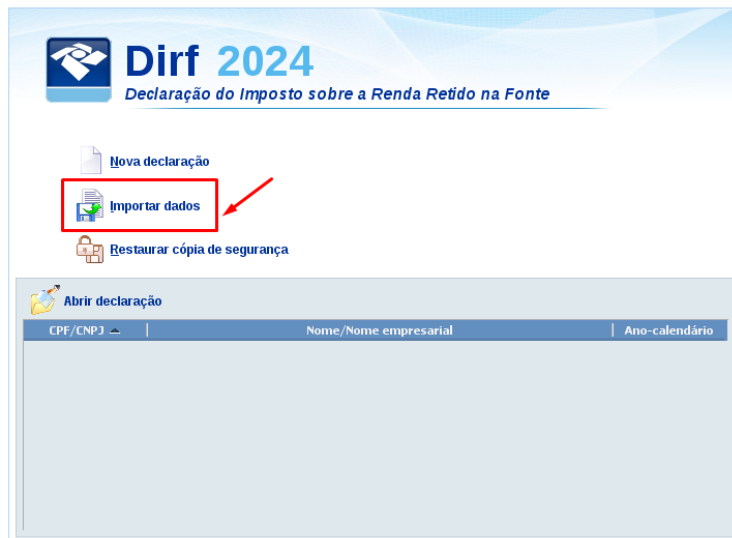 Dirf 2024
Declaração do Imposto sobre a Renda Retido na Fonte
Nova declaração
Importar dados
Restaurar cópia de segurança
Abrir declaração
CPF/CNPJ Nome/Nome empresarial Ano-calendário